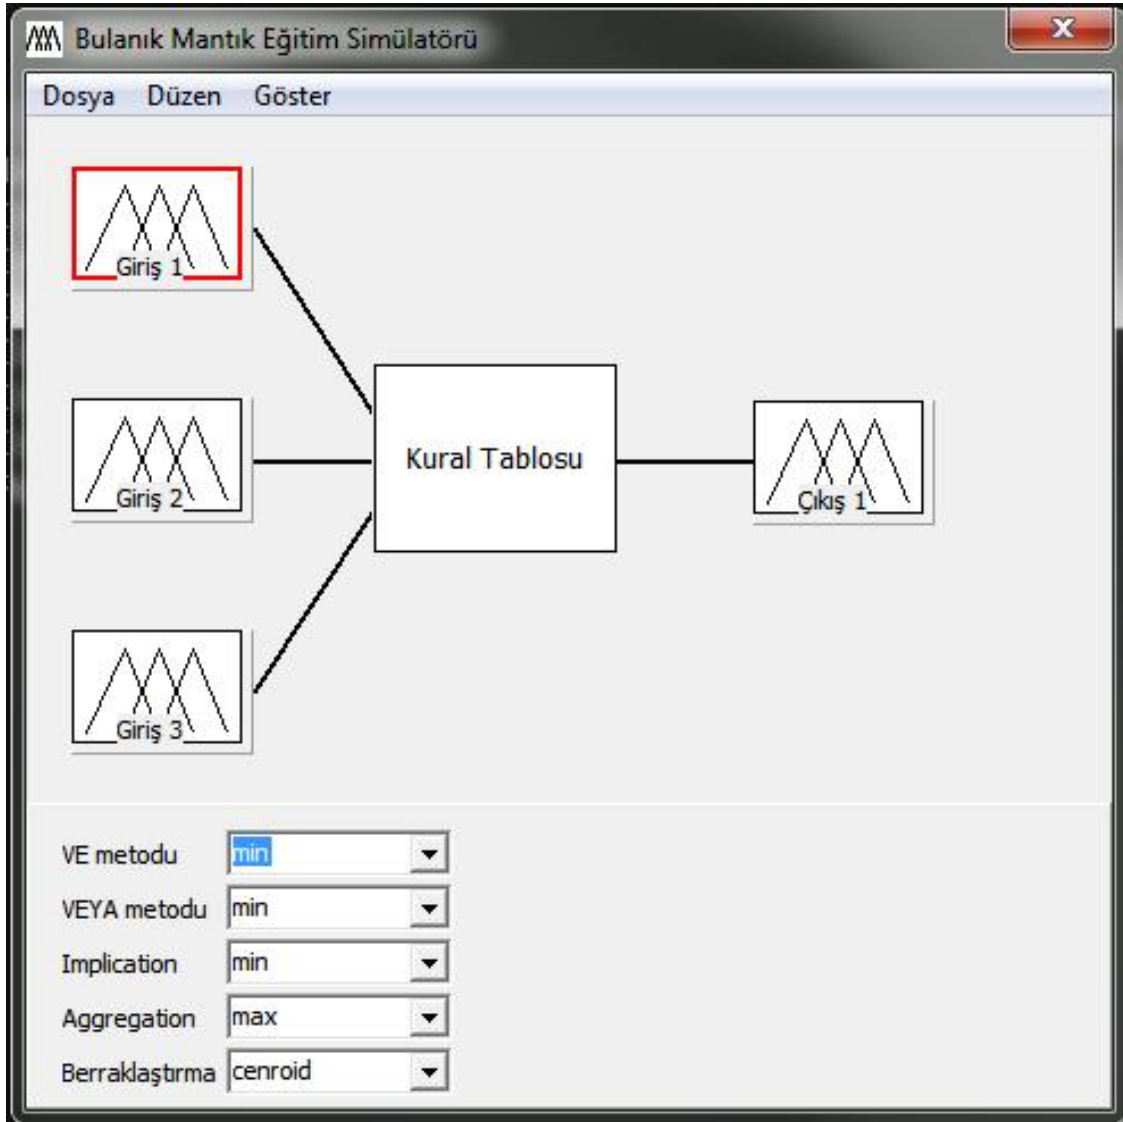 Bulanık Mantık Eğitim Simülatörü
Dosya Düzen Göster
Giriş 1
Giriş 2
Kural Tablosu
Çıkış 1
Giriş 3
VE metodu min
VEYA metodu min
Implication min
Aggregation max
Berraklaştırma cenroid